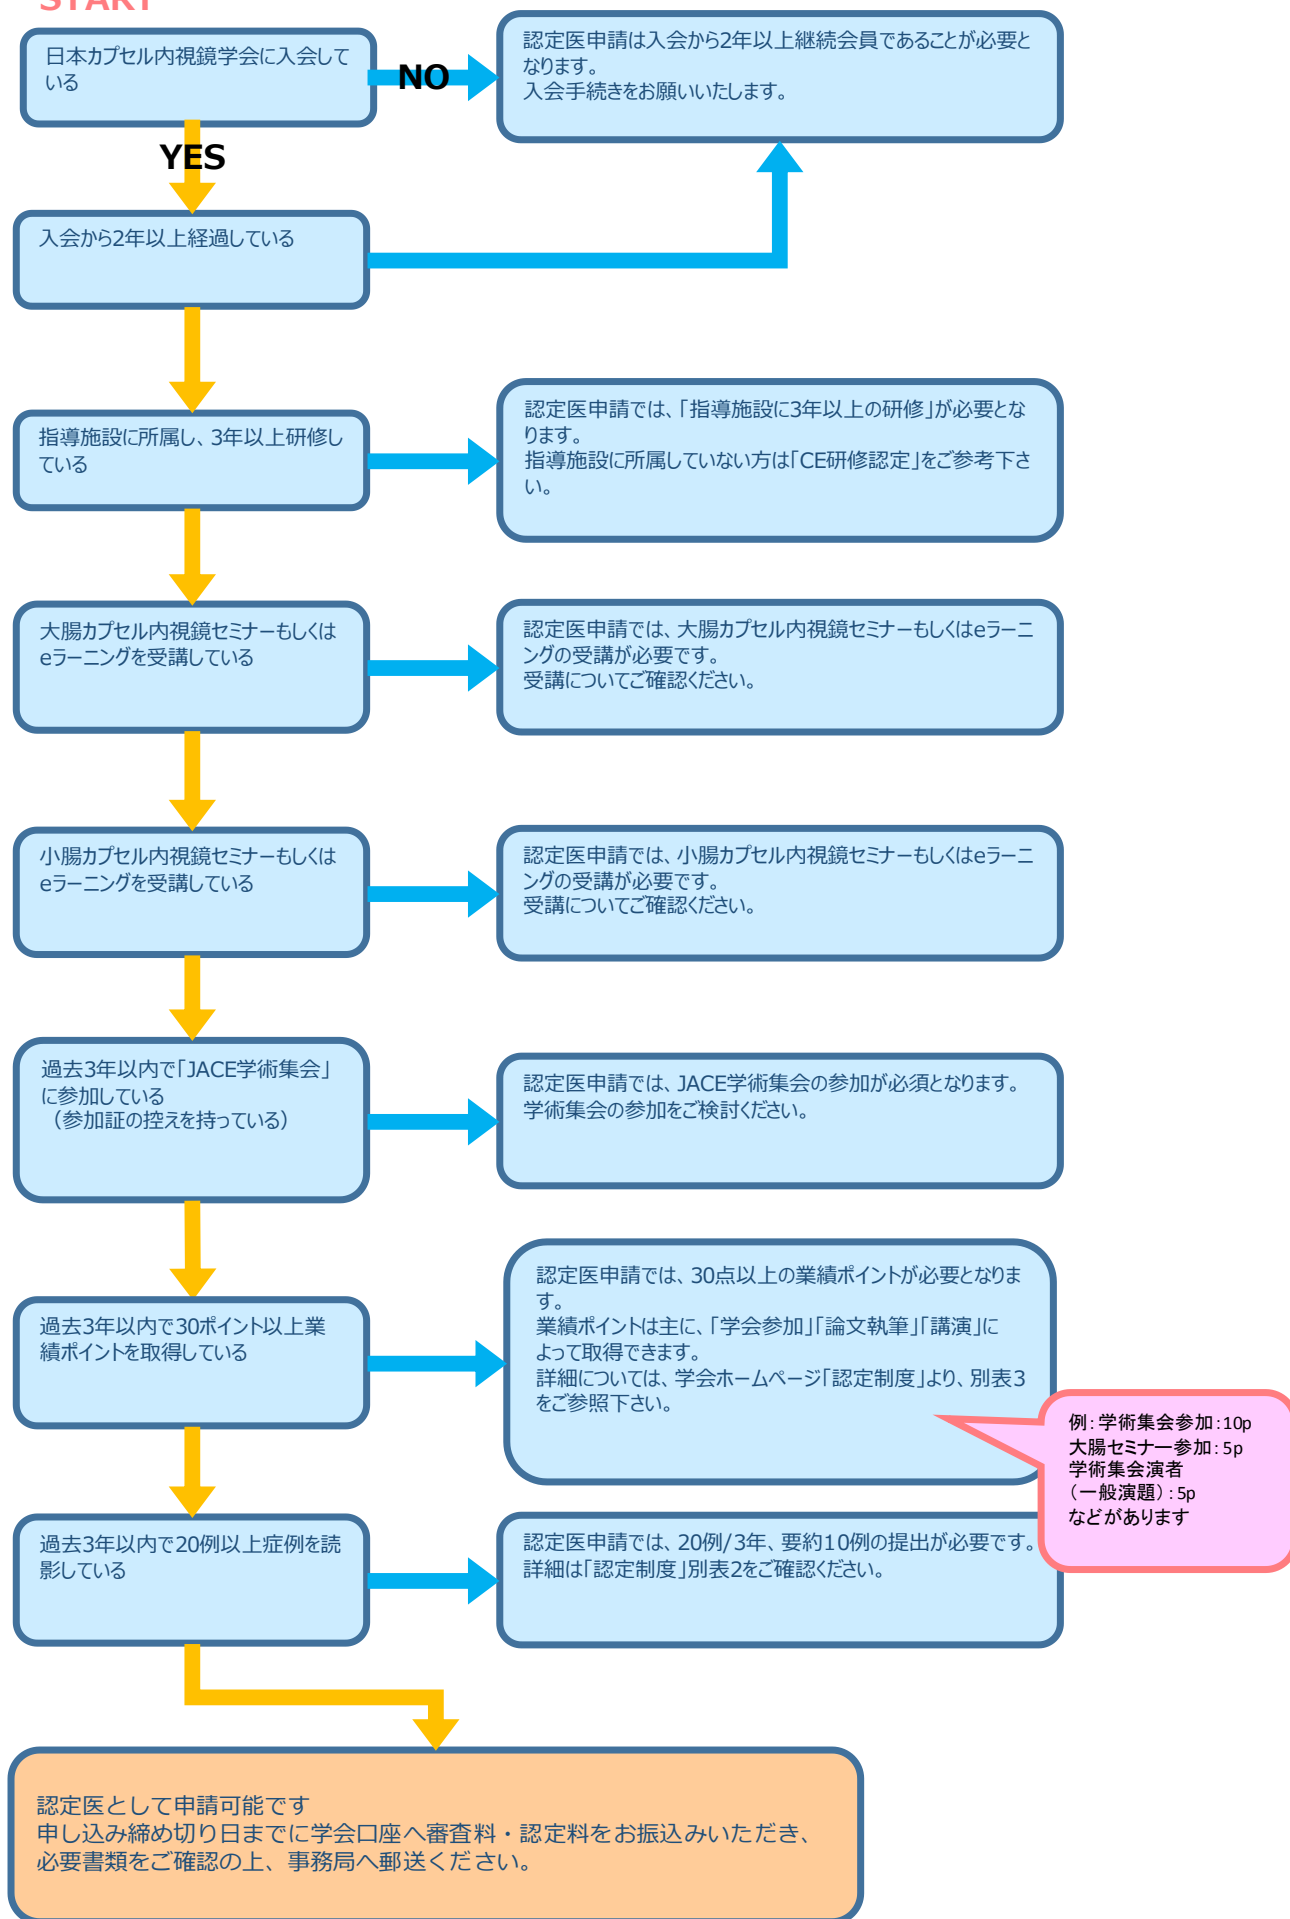 START
日本カプセル内視鏡学会に入会して
いる
NO
認定医申請は入会から2年以上継続会員であることが必要と
なります。
入会手続きをお願いいたします。
YES
入会から2年以上経過している
指導施設に所属し、3年以上研修し
ている
認定医申請では、「指導施設に3年以上の研修」が必要とな
ります。
指導施設に所属していない方は「CE研修認定」をご参考下さ
い。
大腸カプセル内視鏡セミナーもしくは
eラーニングを受講している
認定医申請では、大腸カプセル内視鏡セミナーもしくはeラーニ
ングの受講が必要です。
受講についてご確認ください。
小腸カプセル内視鏡セミナーもしくは
eラーニングを受講している
認定医申請では、小腸カプセル内視鏡セミナーもしくはeラーニ
ングの受講が必要です。
受講についてご確認ください。
過去3年以内で「JACE学術集会」
に参加している
（参加証の控えを持っている）
認定医申請では、JACE学術集会の参加が必須となります。
学術集会の参加をご検討ください。
過去3年以内で30ポイント以上業
績ポイントを取得している
認定医申請では、30点以上の業績ポイントが必要となりま
す。
業績ポイントは主に、「学会参加」「論文執筆」「講演」に
よって取得できます。
詳細については、学会ホームページ「認定制度」より、別表3
をご参照下さい。
例：学術集会参加：10p
大腸セミナー参加：5p
学術集会演者
（一般演題）：5p
などがあります
過去3年以内で20例以上症例を読
影している
認定医申請では、20例/3年、要約10例の提出が必要です。
詳細は「認定制度」別表2をご確認ください。
認定医として申請可能です
申し込み締め切り日までに学会口座へ審査料・認定料をお振込みいただき、
必要書類をご確認の上、事務局へ郵送ください。